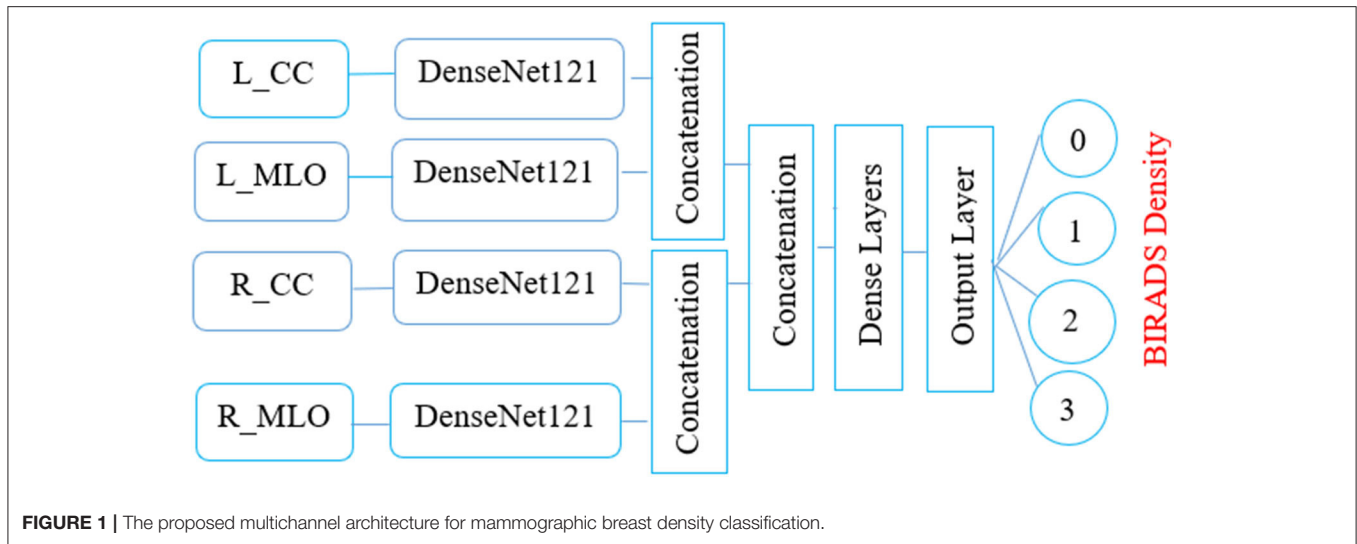 L_CC
DenseNet121
L_MLO
DenseNet121
Concatenation
R_CC
DenseNet121
R_MLO
DenseNet121
Concatenation
Concatenation
Dense Layers
Output Layer
0
1
2
3
BIRADS Density
FIGURE 1 | The proposed multichannel architecture for mammographic breast density classification.